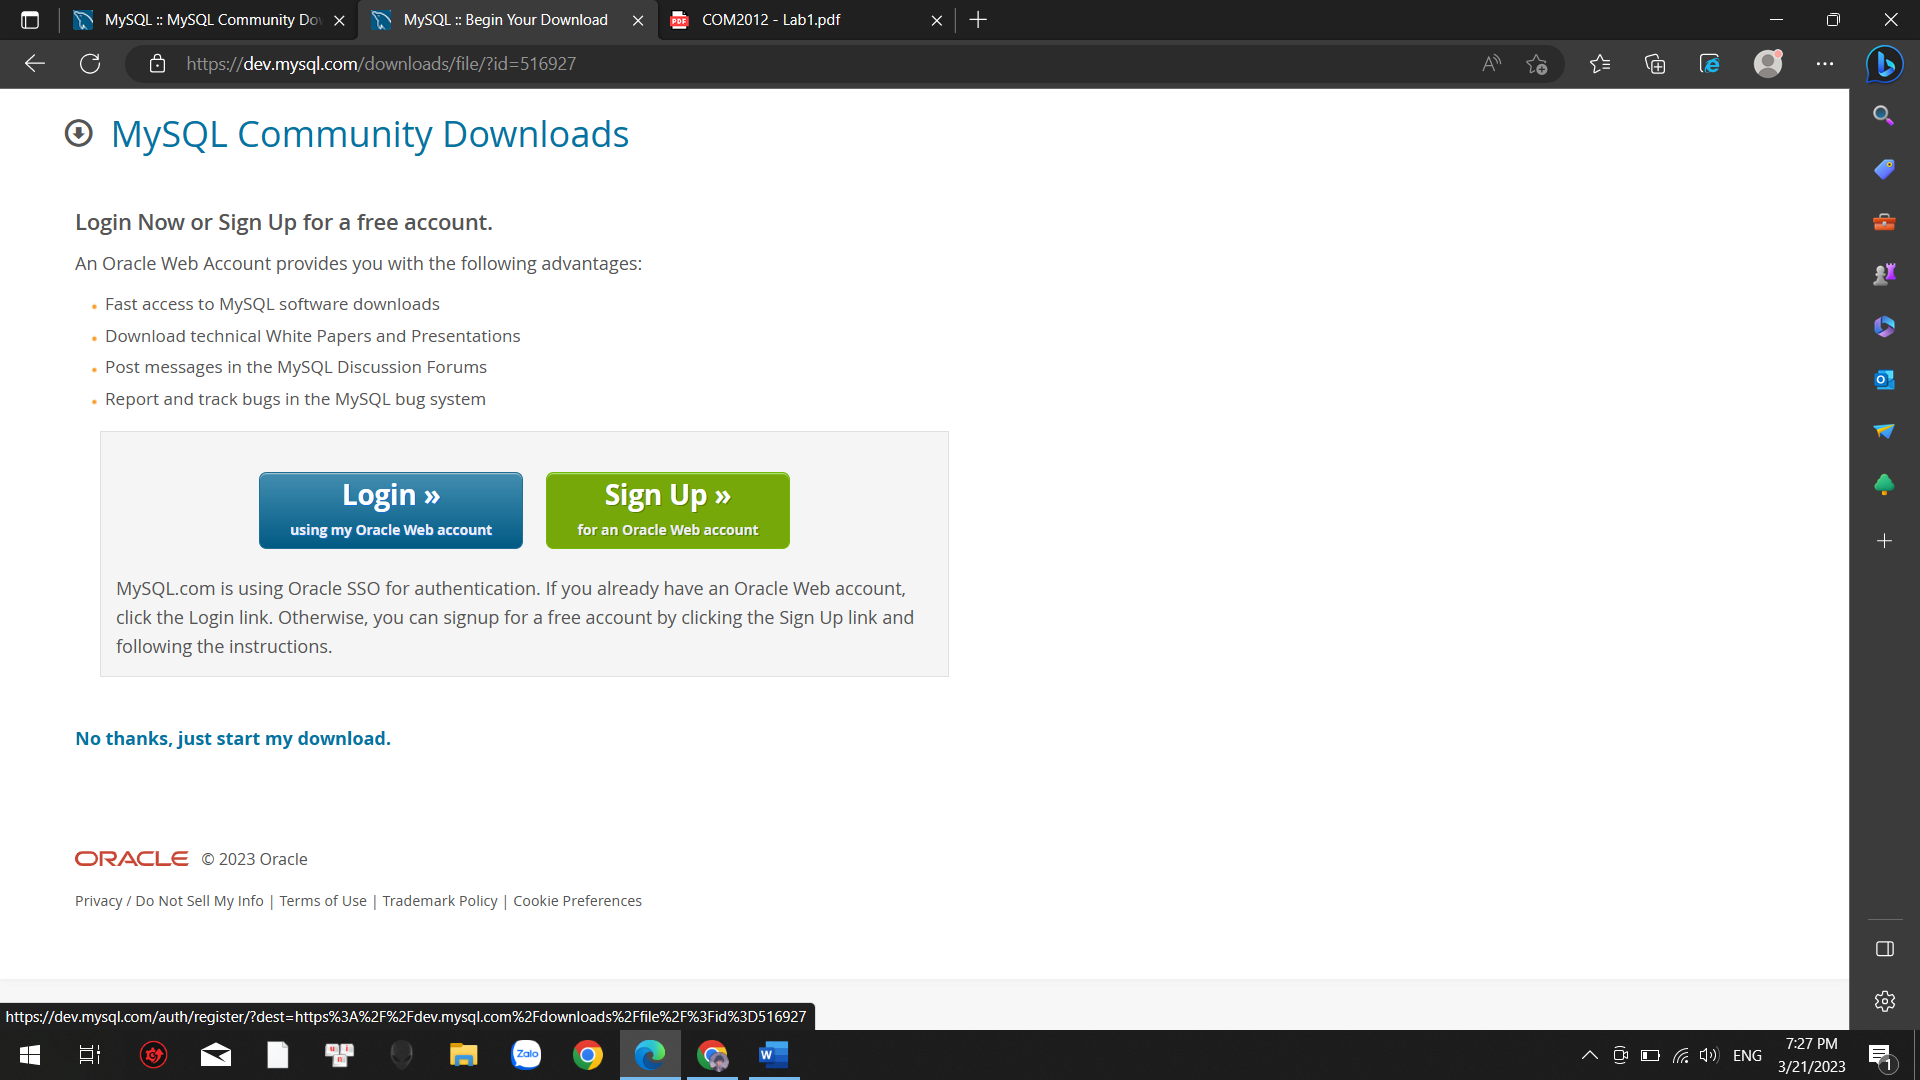 MySQL :: MySQL Community Do
MySQL :: Begin Your Download
COM2012 - Lab1.pdf
https://dev.mysql.com/downloads/file/?id=516927
MySQL Community Downloads
Login Now or Sign Up for a free account.
An Oracle Web Account provides you with the following advantages:
Fast access to MySQL software downloads
Download technical White Papers and Presentations
Post messages in the MySQL Discussion Forums
Report and track bugs in the MySQL bug system
Login »
using my Oracle Web account
Sign Up »
for an Oracle Web account
MySQL.com is using Oracle SSO for authentication. If you already have an Oracle Web account,
click the Login link. Otherwise, you can signup for a free account by clicking the Sign Up link and
following the instructions.
No thanks, just start my download.
ORACLE © 2023 Oracle
Privacy / Do Not Sell My Info | Terms of Use | Trademark Policy | Cookie Preferences
https://dev.mysql.com/auth/register/?dest=https%3A%2F%2Fdev.mysql.com%2Fdownloads%2Ffile%2F%3Fid%3D516927
Zalo
ENG
7:27 PM
3/21/2023
1